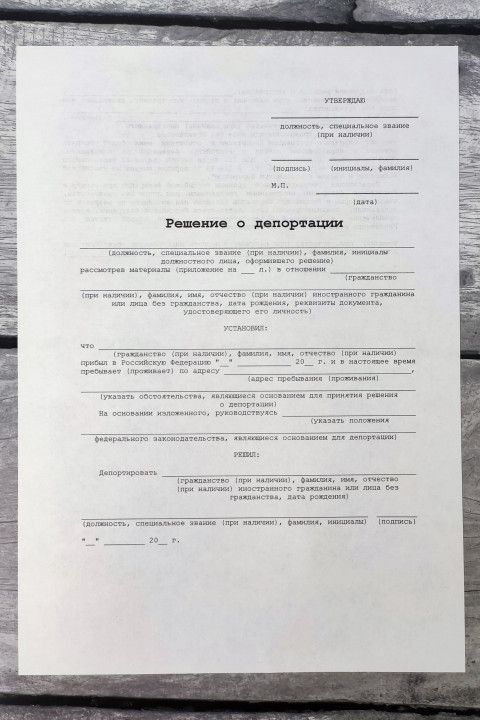 УТВЕРЖДАЮ
должность, специальное звание
(при наличии)
(подпись) (инициалы, фамилия)
М.П.
(дата)
Решение о депортации
(должность, специальное звание (при наличии), фамилия, инициалы
должностного лица, оформившего решение)
рассмотрев материалы (приложение на ___ л.) в отношении ____________________
(гражданство
(при наличии), фамилия, имя, отчество (при наличии) иностранного гражданина
или лица без гражданства, дата рождения, реквизиты документа,
удостоверяющего его личность)
УСТАНОВИЛ:
что
(гражданство (при наличии), фамилия, имя, отчество (при наличии)
прибыл в Российскую Федерацию "__" _____________ 20__ г. и в настоящее время
пребывает (проживает) по адресу ____________________________________________,
(адрес пребывания (проживания)
(указать обстоятельства, являющиеся основанием для принятия решения
о депортации)
На основании изложенного, руководствуясь ________________________________
(указать положения
федерального законодательства, являющиеся основанием для депортации)
РЕШИЛ:
Депортировать
(гражданство (при наличии), фамилия, имя, отчество
(при наличии) иностранного гражданина или лица без
гражданства, дата рождения)
(должность, специальное звание (при наличии), фамилия, инициалы) (подпись)
"__" _________ 20__ г.